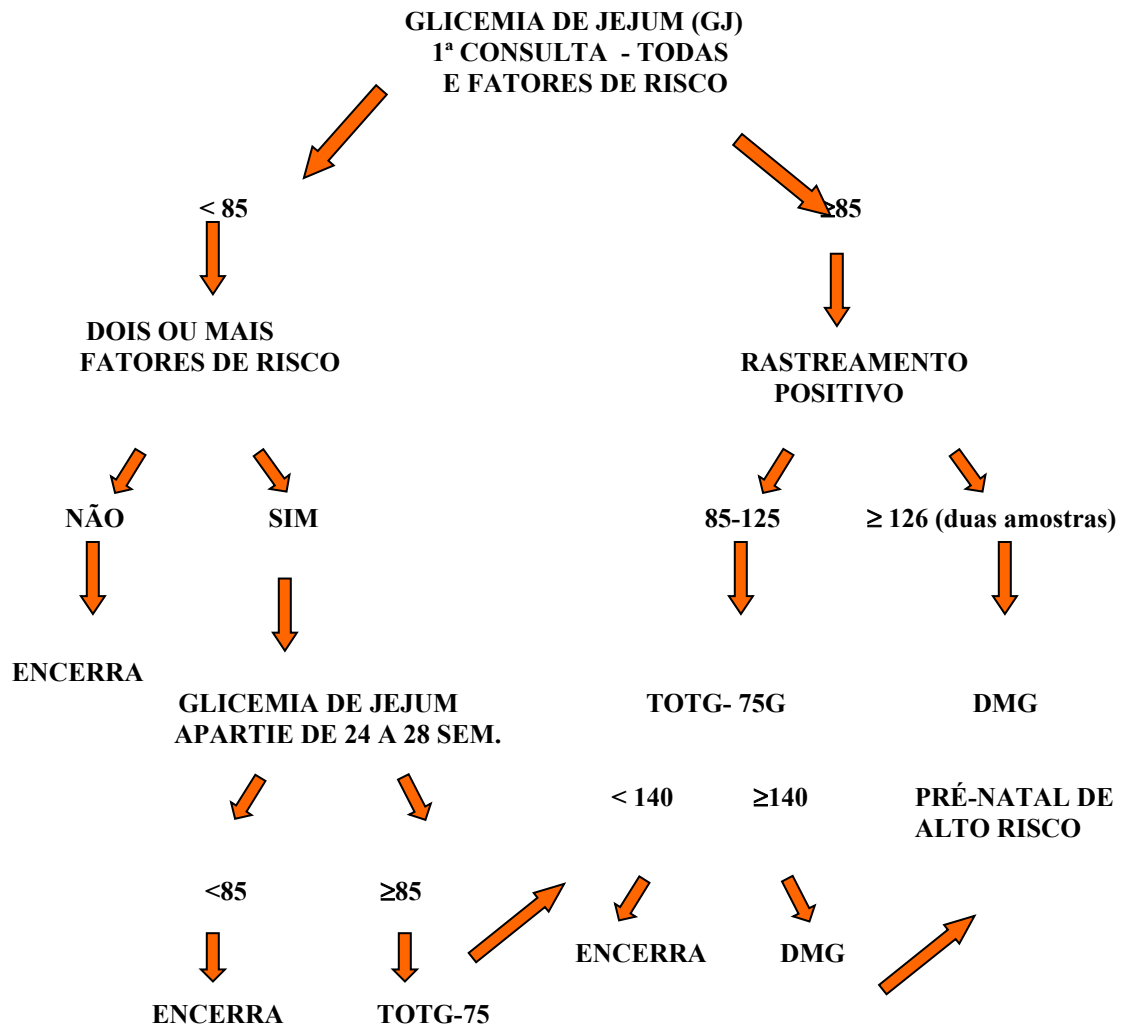 GLICEMIA DE JEJUM (GJ)
1ª CONSULTA - TODAS
E FATORES DE RISCO
< 85
≥85
DOIS OU MAIS
FATORES DE RISCO
RASTREAMENTO
POSITIVO
NÃO
SIM
85-125
≥ 126 (duas amostras)
ENCERRA
GLICEMIA DE JEJUM
APARTIE DE 24 A 28 SEM.
TOTG- 75G
DMG
< 140
≥140
PRÉ-NATAL DE
ALTO RISCO
<85
≥85
ENCERRA
DMG
ENCERRA
TOTG-75